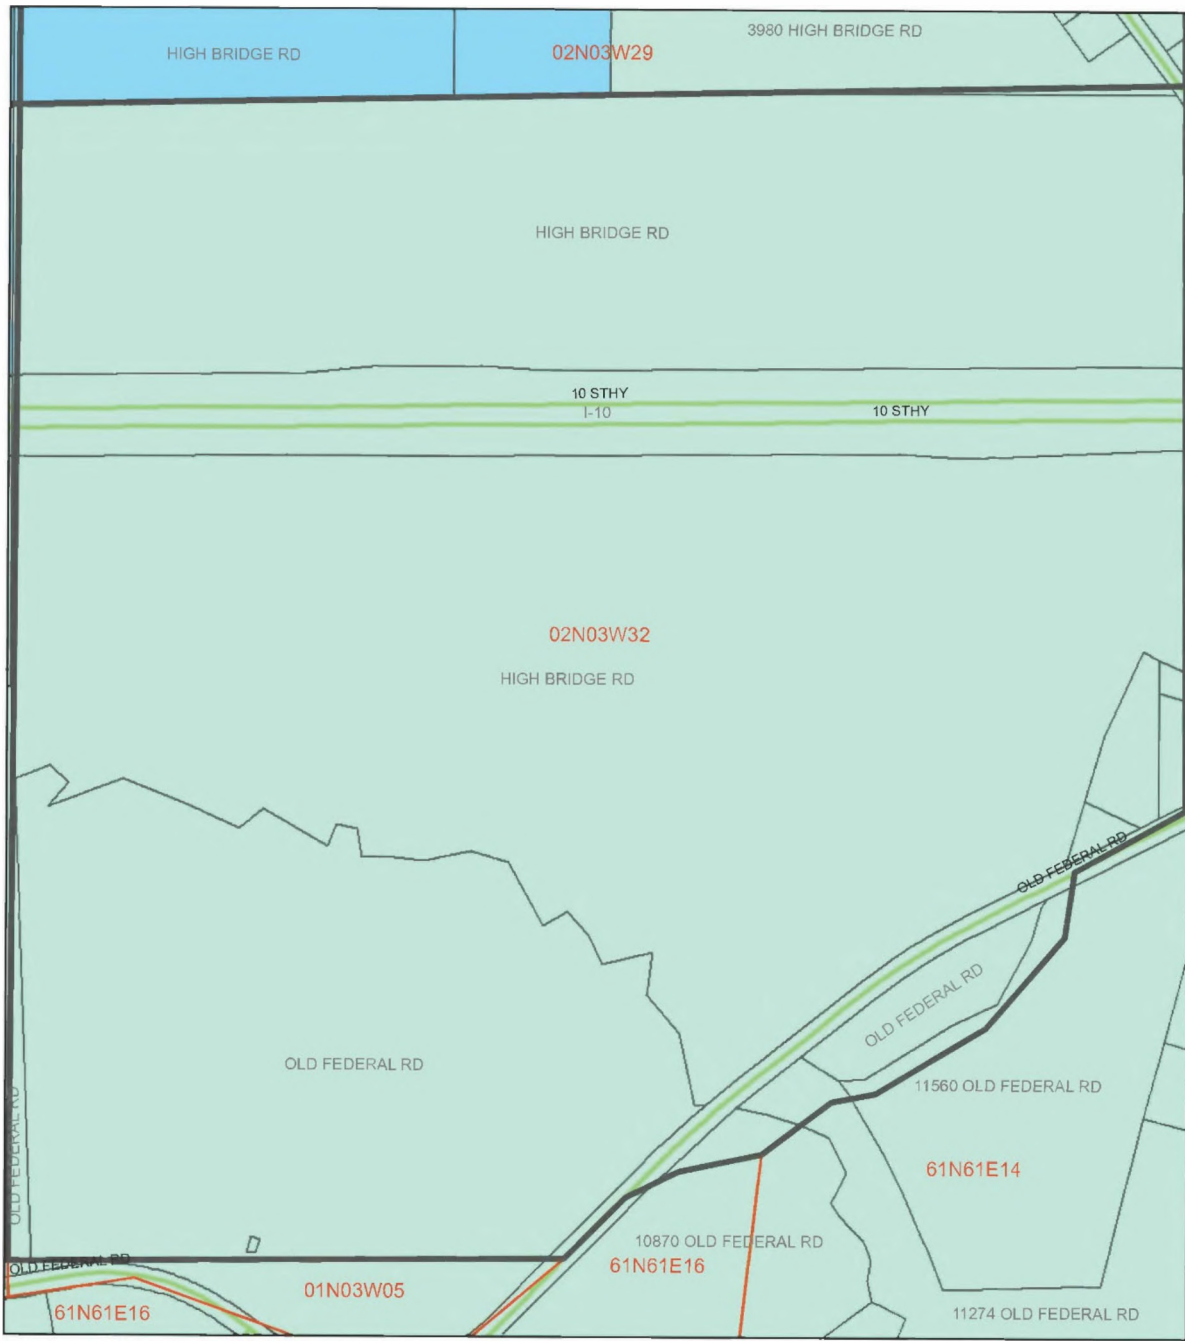 3980 HIGH BRIDGE RD
HIGH BRIDGE RD
02N03W29
HIGH BRIDGE RD
10 STHY
I-10
10 STHY
02N03W32
HIGH BRIDGE RD
OLD FEDERAL RD
OLD FEDERAL RD
OLD FEDERAL RD
11560 OLD FEDERAL RD
OLD FEDERAL RD
61N61E14
10870 OLD FEDERAL RD
OLD FEDERAL RD
61N61E16
01N03W05
61N61E16
11274 OLD FEDERAL RD